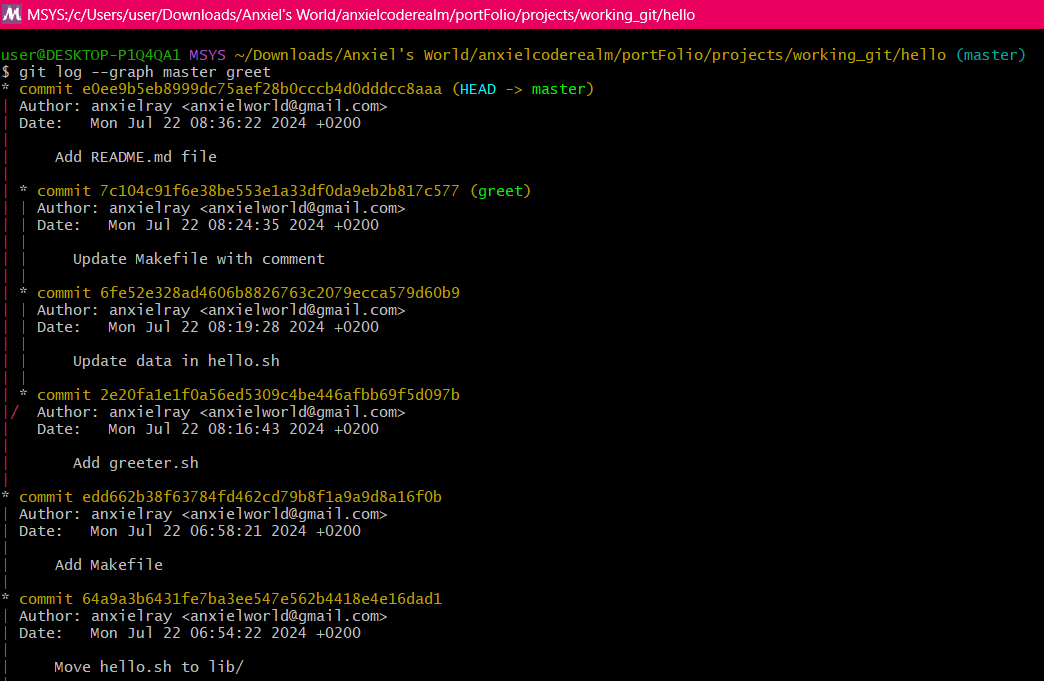 MSYS:/c/Users/user/Downloads/Anxiel's World/anxielcoderealm/portFolio/projects/working_git/hello
user@DESKTOP-P1Q4QA1 MSYS ~/Downloads/Anxiel's World/anxielcoderealm/portFolio/projects/working_git/hello (master)
$ git log --graph master greet
* commit e0ee9b5eb8999dc75aef28b0cccb4d0dddcc8aaa (HEAD -> master)
| Author: anxielray <anxielworld@gmail.com>
| Date:   Mon Jul 22 08:36:22 2024 +0200
|
|     Add README.md file
|
| * commit 7c104c91f6e38be553e1a33df0da9eb2b817c577 (greet)
| | Author: anxielray <anxielworld@gmail.com>
| | Date:   Mon Jul 22 08:24:35 2024 +0200
| |
| |     Update Makefile with comment
| |
| * commit 6fe52e328ad4606b8826763c2079ecca579d60b9
| | Author: anxielray <anxielworld@gmail.com>
| | Date:   Mon Jul 22 08:19:28 2024 +0200
| |
| |     Update data in hello.sh
| |
| * commit 2e20fa1e1f0a56ed5309c4be446afbb69f5d097b
|/  Author: anxielray <anxielworld@gmail.com>
|   Date:   Mon Jul 22 08:16:43 2024 +0200
|
|       Add greeter.sh
|
* commit edd662b38f63784fd462cd79b8f1a9a9d8a16f0b
| Author: anxielray <anxielworld@gmail.com>
| Date:   Mon Jul 22 06:58:21 2024 +0200
|
|     Add Makefile
|
* commit 64a9a3b6431fe7ba3ee547e562b4418e4e16dad1
| Author: anxielray <anxielworld@gmail.com>
| Date:   Mon Jul 22 06:54:22 2024 +0200
|
|     Move hello.sh to lib/